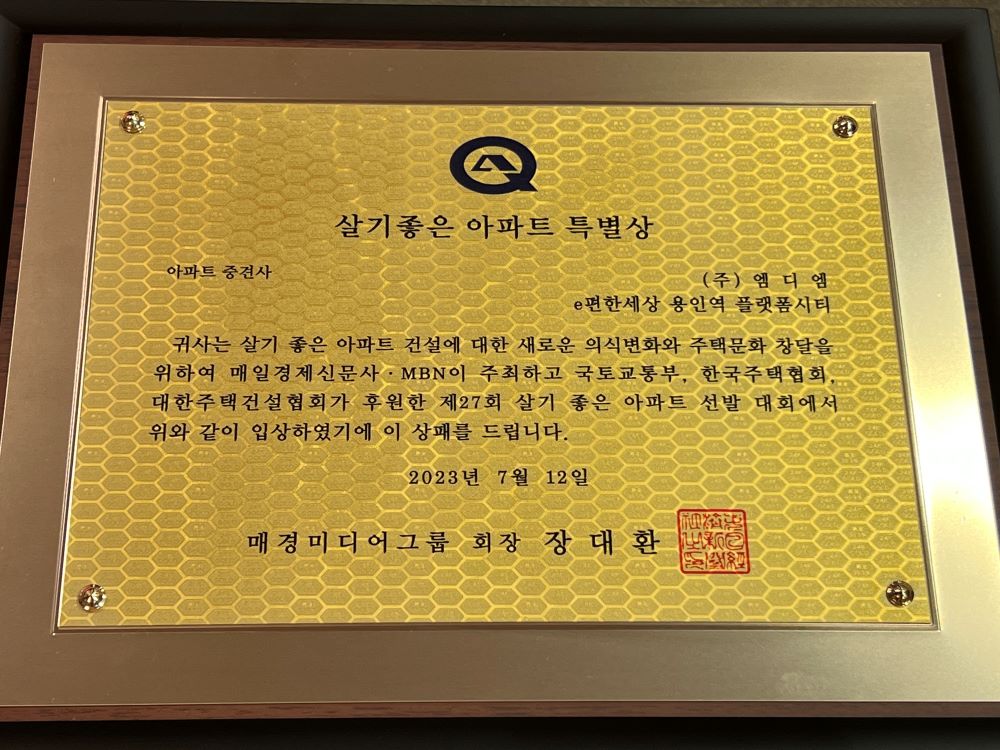 살기좋은 아파트 특별상
아파트 중견사
(주) 엠 디 엠
e편한세상 용인역 플랫폼시티
귀사는 살기 좋은 아파트 건설에 대한 새로운 의식변화와 주택문화 창달을
위하여 매일경제신문사·MBN이 주최하고 국토교통부, 한국주택협회,
대한주택건설협회가 후원한 제27회 살기 좋은 아파트 선발 대회에서
위와 같이 입상하였기에 이 상패를 드립니다.
2023년 7월 12일
매경미디어그룹 회장 장 대 환